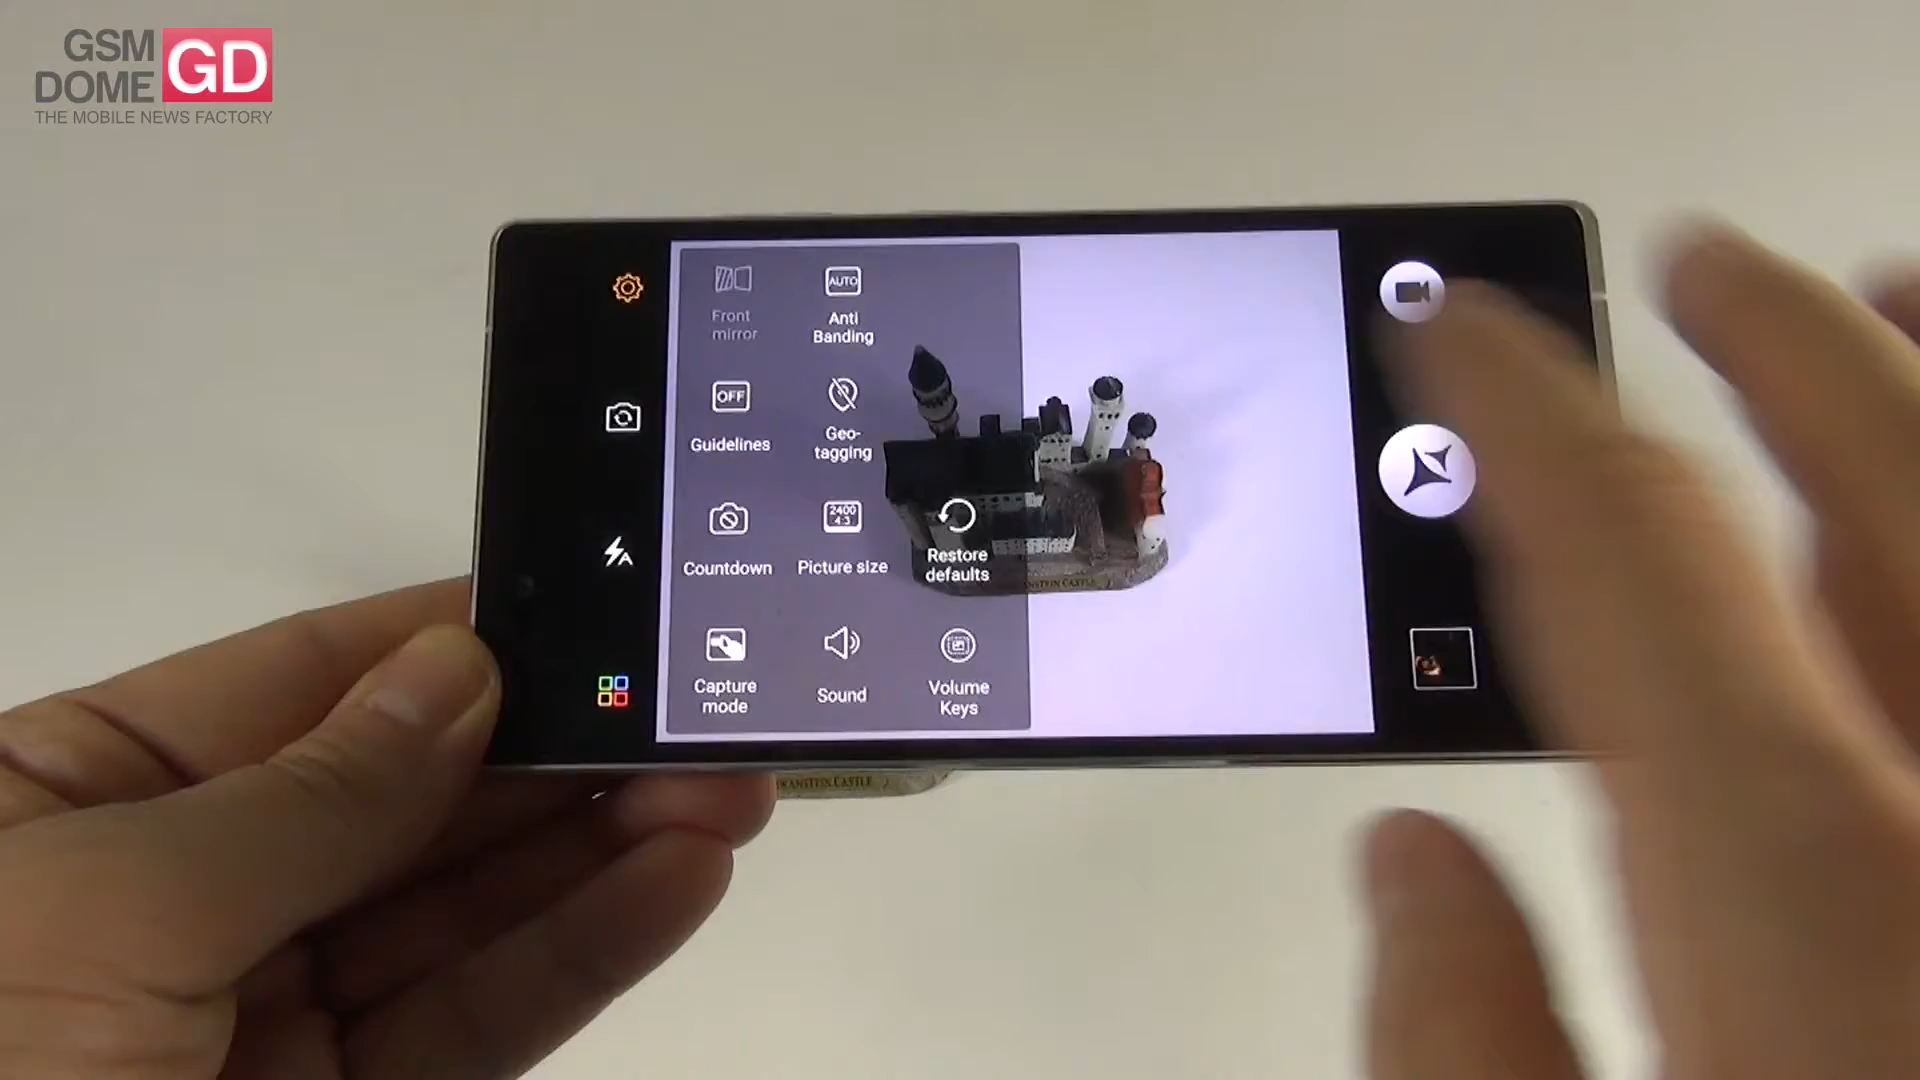 GSM
DOME
GD
THE MOBILE NEWS FACTORY
Front
mirror
AUTO
Anti
Banding
OFF
Guidelines
Geo-
tagging
Countdown
2400
4:3
Picture size
Restore
defaults
Capture
mode
Sound
Volume
Keys
A
CASTLE